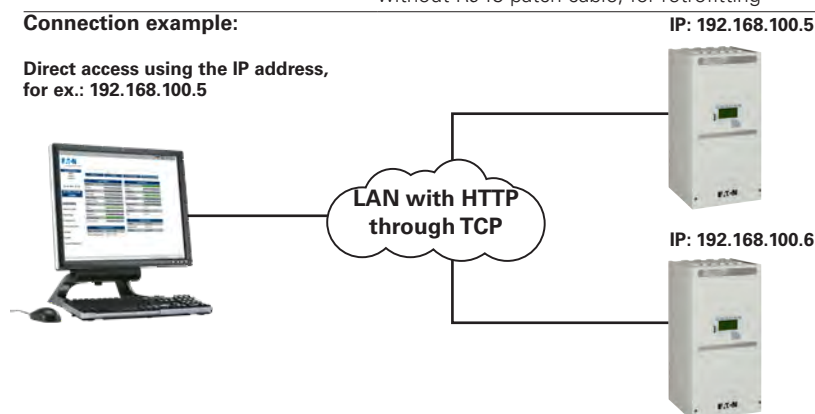 Connection example:
IP: 192.168.100.5
Direct access using the IP address,
for ex.: 192.168.100.5
E·T·N
LAN with HTTP
through TCP
E·T·N
IP: 192.168.100.6
E·T·N